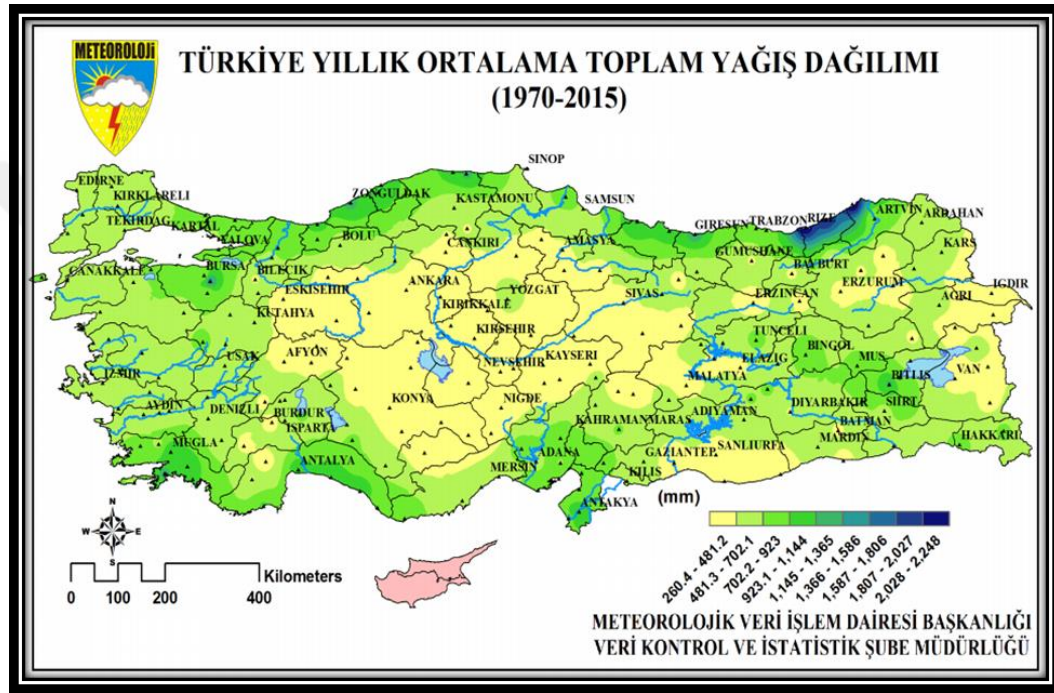 METEOROLOJİ
TÜRKİYE YILLIK ORTALAMA TOPLAM YAĞIŞ DAĞILIMI
(1970-2015)
SINOP
EDIRNE
KIRKLARELI
ZONGULDAK
KASTAMONU
SAMSUN
TEKIRDAG
KARTAL
YALOVA
BOLU
CANKIRI
AMASYA
GIRESUN
TRABZON
RIZE
ARTVIN
ARDAHAN
GUMUSHANE
KARS
CANAKKALE
BURSA
BILECIK
ESKISEHIR
ANKARA
YOZGAT
SIVAS
BAYBURT
ERZURUM
ERZINCAN
AGRI
IGDIR
KUTAHYA
KIRIKKALE
KIRSEHIR
TUNCELI
USAK
AFYON
NEVSEHIR
KAYSERI
ELAZIG
BINGOL
MUS
BITLIS
VAN
IZMIR
MALATYA
AYDIN
DENIZLI
BURDUR
ISPARTA
KONYA
NIGDE
KAHRAMANMARAS
ADIYAMAN
DIYARBAKIR
BATMAN
SIIRT
MARDIN
HAKKARI
MUGLA
ANTALYA
MERSIN
ADANA
GAZIANTEP
SANLIURFA
KILIS
ANTAKYA
(mm)
260.4 - 481.2
481.3 - 702.1
702.2 - 923
923.1 - 1,144
1,145 - 1,365
1,366 - 1,586
1,587 - 1,806
1,807 - 2,027
2,028 - 2,248
N
W E
S
Kilometers
0 100 200 400
METEOROLOJİK VERİ İŞLEM DAİRESİ BAŞKANLIĞI
VERİ KONTROL VE İSTATİSTİK ŞUBE MÜDÜRLÜĞÜ